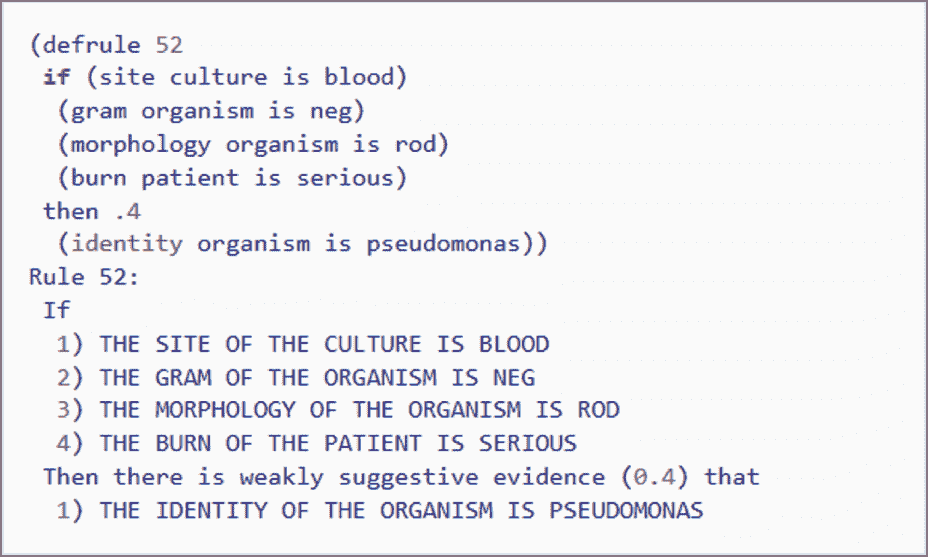 (defrule 52
if (site culture is blood)
(gram organism is neg)
(morphology organism is rod)
(burn patient is serious)
then .4
(identity organism is pseudomonas))
Rule 52:
If
1) THE SITE OF THE CULTURE IS BLOOD
2) THE GRAM OF THE ORGANISM IS NEG
3) THE MORPHOLOGY OF THE ORGANISM IS ROD
4) THE BURN OF THE PATIENT IS SERIOUS
Then there is weakly suggestive evidence (0.4) that
1) THE IDENTITY OF THE ORGANISM IS PSEUDOMONAS